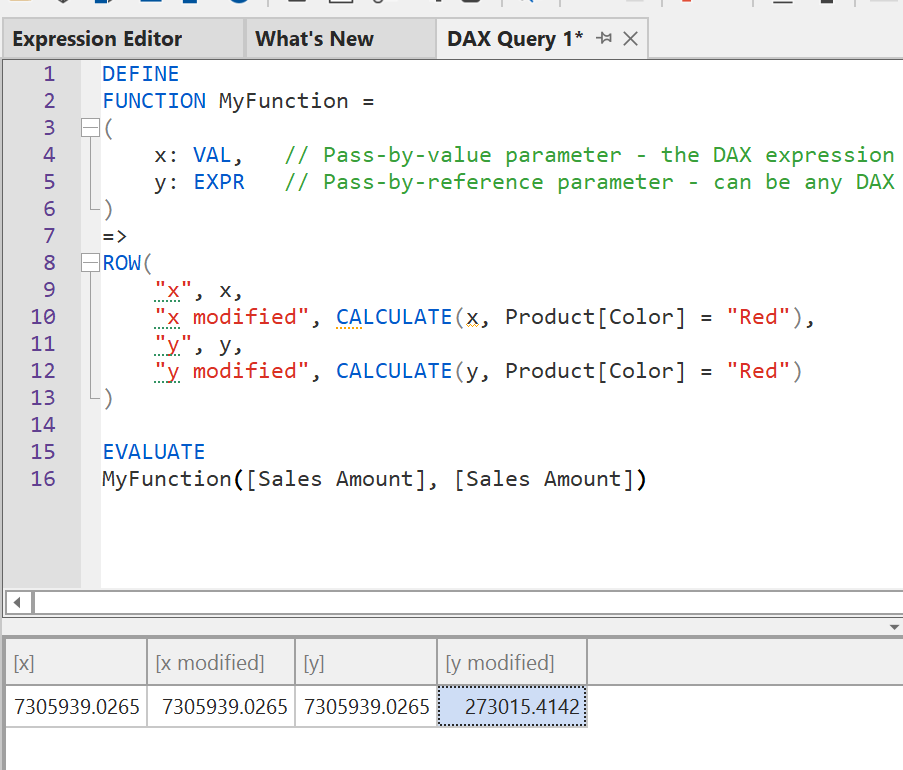 Expression Editor What's New DAX Query 1*
1 DEFINE
2 FUNCTION MyFunction =
3 (
4 x: VAL, // Pass-by-value parameter - the DAX expression
5 y: EXPR // Pass-by-reference parameter - can be any DAX
6 )
7 =>
8 ROW(
9 "x", x,
10 "x modified", CALCULATE(x, Product[Color] = "Red"),
11 "y", y,
12 "y modified", CALCULATE(y, Product[Color] = "Red")
13 )
14
15 EVALUATE
16 MyFunction([Sales Amount], [Sales Amount])
[x] [x modified] [y] [y modified]
7305939.0265 7305939.0265 7305939.0265 273015.4142